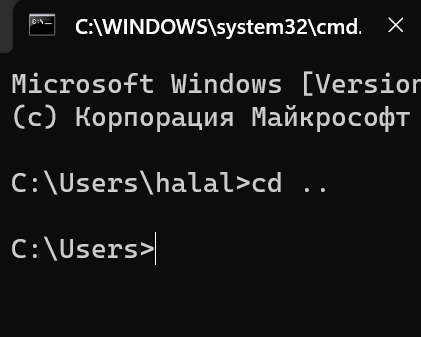 C:\WINDOWS\system32\cmd.
Microsoft Windows [Version
(c) Корпорация Майкрософт
C:\Users\halal>cd ..
C:\Users>